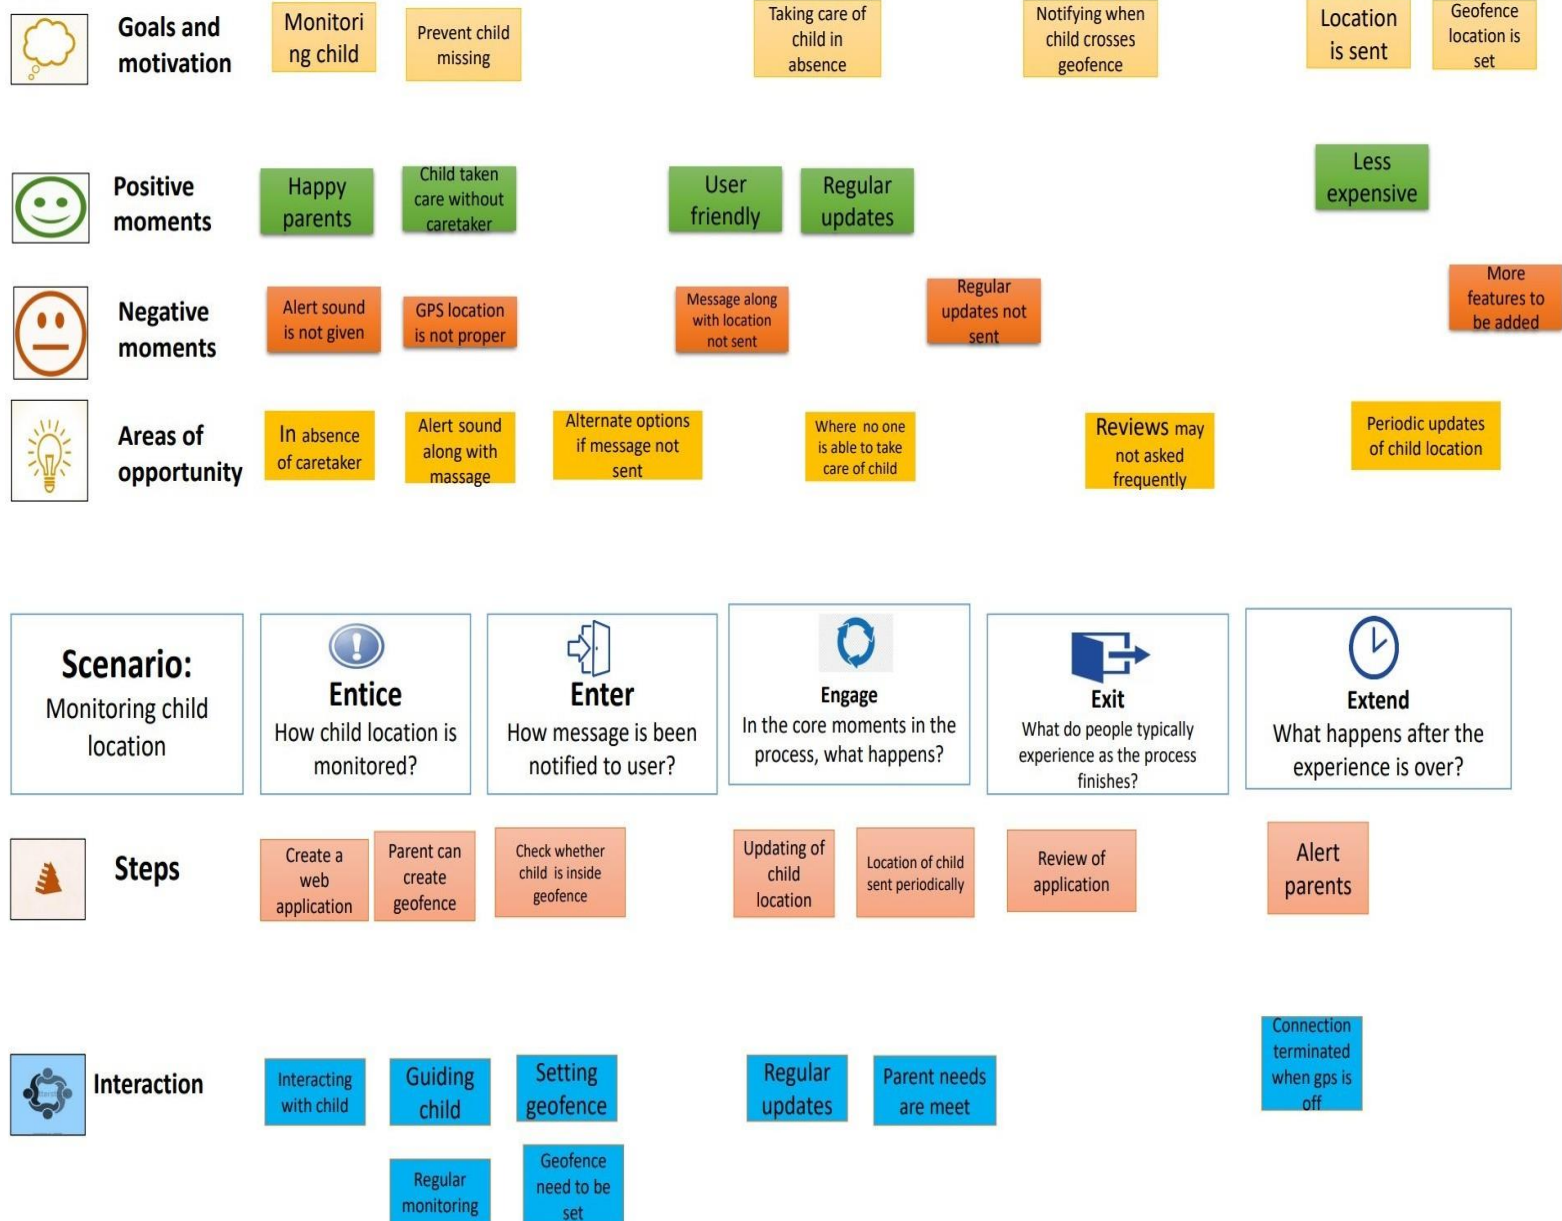 Goals and
motivation
Monitori
ng child
Prevent child
missing
Taking care of
child in
absence
Notifying when
child crosses
geofence
Location
is sent
Geofence
location is
set
Positive
moments
Happy
parents
Child taken
care without
caretaker
User
friendly
Regular
updates
Less
expensive
Negative
moments
Alert sound
is not given
GPS location
is not proper
Message along
with location
not sent
Regular
updates not
sent
More
features to
be added
Areas of
opportunity
In absence
of caretaker
Alert sound
along with
massage
Alternate options
if message not
sent
Where no one
is able to take
care of child
Reviews may
not asked
frequently
Periodic updates
of child location
Scenario:
Monitoring child
location
Entice
How child location is
monitored?
Enter
How message is been
notified to user?
Engage
In the core moments in the
process, what happens?
Exit
What do people typically
experience as the process
finishes?
Extend
What happens after the
experience is over?
Steps
Create a
web
application
Parent can
create
geofence
Check whether
child is inside
geofence
Updating of
child
location
Location of child
sent periodically
Review of
application
Alert
parents
Interaction
Interacting
with child
Guiding
child
Setting
geofence
Regular
updates
Parent needs
are meet
Connection
terminated
when gps is
off
Regular
monitoring
Geofence
need to be
set